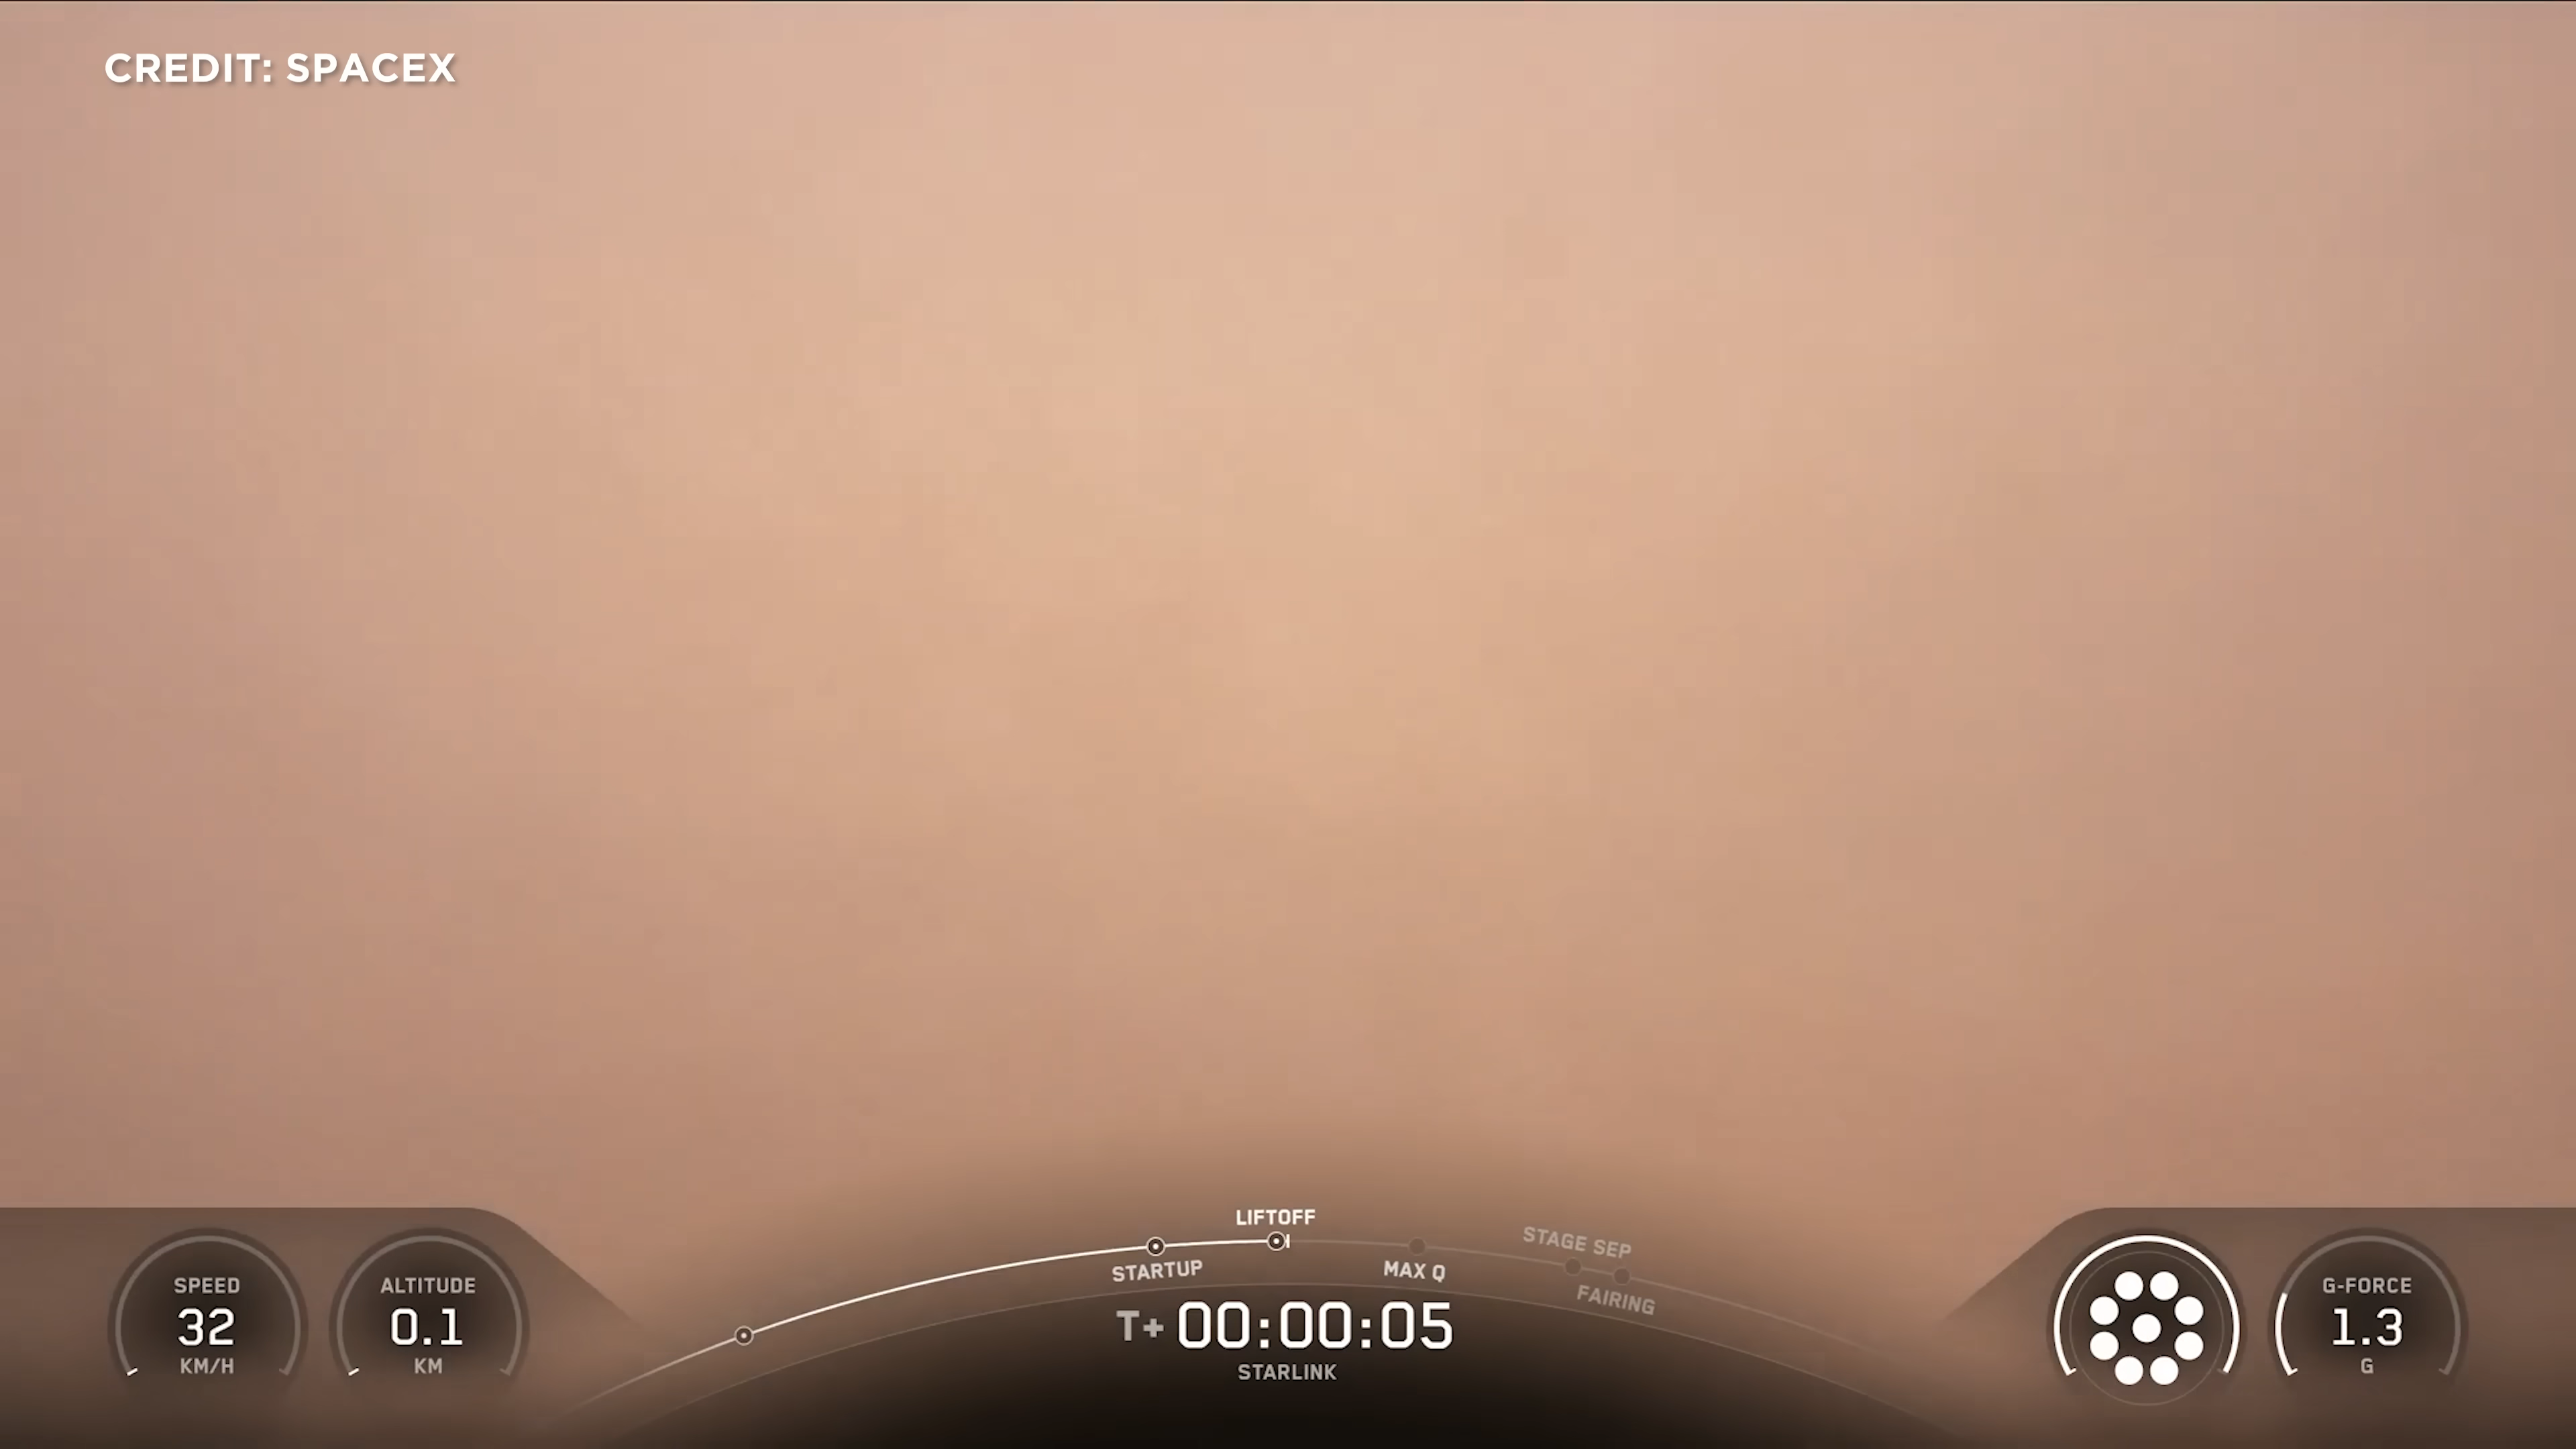 CREDIT: SPACEX
SPEED
32
KM/H
ALTITUDE
0.1
KM
STARTUP
LIFTOFF
MAX Q
STAGE SEP
FAIRING
T+ 00:00:05
STARLINK
G-FORCE
1.3
G